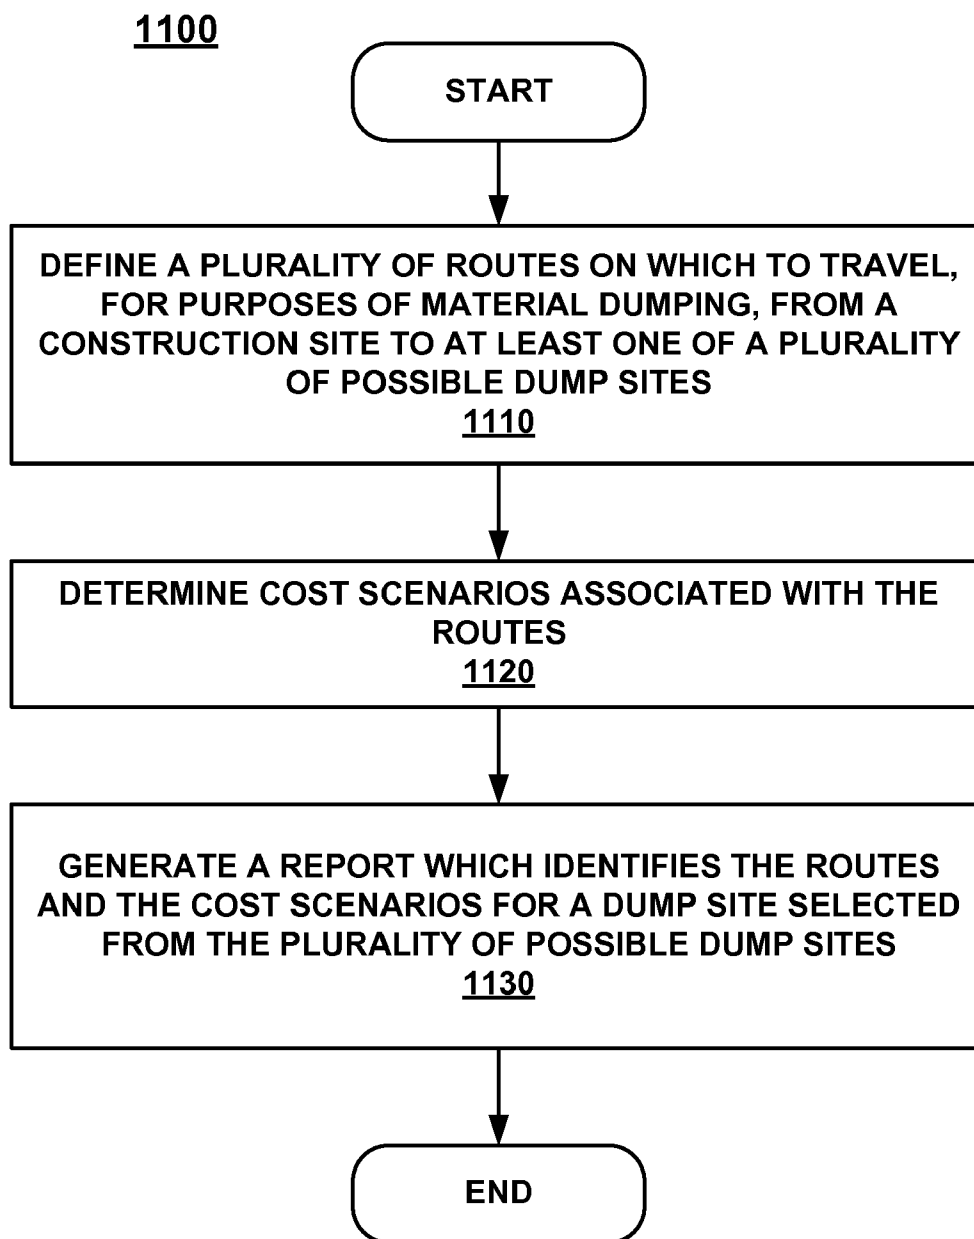 1100
START
DEFINE A PLURALITY OF ROUTES ON WHICH TO TRAVEL,
FOR PURPOSES OF MATERIAL DUMPING, FROM A
CONSTRUCTION SITE TO AT LEAST ONE OF A PLURALITY
OF POSSIBLE DUMP SITES
1110
DETERMINE COST SCENARIOS ASSOCIATED WITH THE
ROUTES
1120
GENERATE A REPORT WHICH IDENTIFIES THE ROUTES
AND THE COST SCENARIOS FOR A DUMP SITE SELECTED
FROM THE PLURALITY OF POSSIBLE DUMP SITES
1130
END